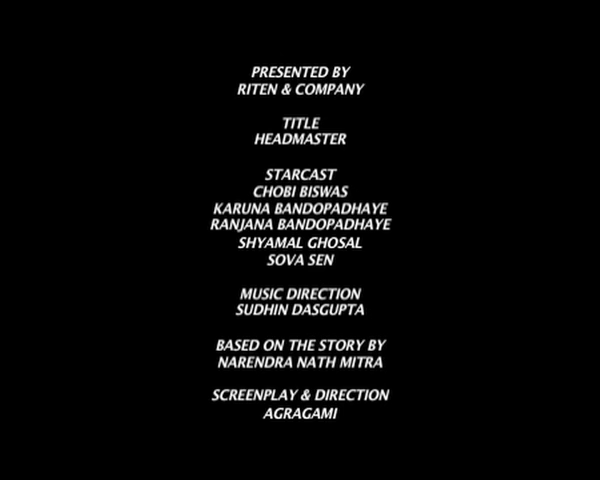 PRESENTED BY
RITEN & COMPANY
TITLE
HEADMASTER
STARCAST
CHOBI BISWAS
KARUNA BANDOPADHAYE
RANJANA BANDOPADHAYE
SHYAMAL GHOSAL
SOVA SEN
MUSIC DIRECTION
SUDHIN DASGUPTA
BASED ON THE STORY BY
NARENDRA NATH MITRA
SCREENPLAY & DIRECTION
AGRAGAMI